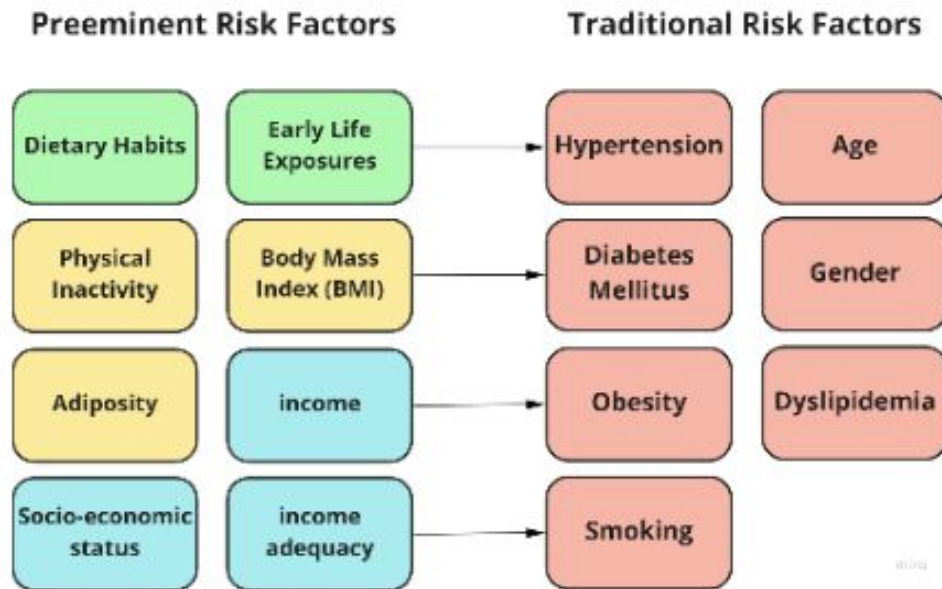 Preeminent Risk Factors
Traditional Risk Factors
Dietary Habits
Early Life
Exposures
Hypertension
Age
Physical
Inactivity
Body Mass
Index (BMI)
Diabetes
Mellitus
Gender
Adiposity
income
Obesity
Dyslipidemia
Socio-economic
status
income
adequacy
Smoking
miro